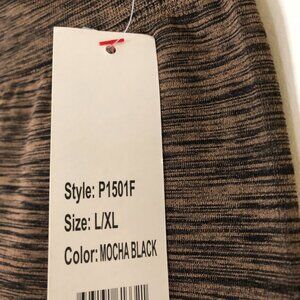 Style: P1501F
Size: L/XL
Color: MOCHA BLACK